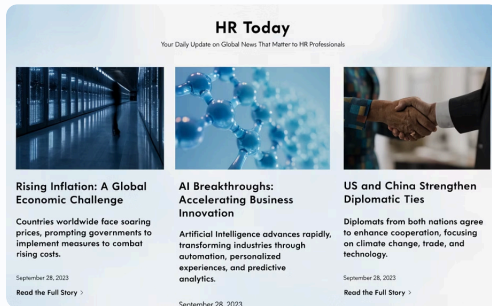 HR Today
Your Daily Update on Global News That Matter to HR Professionals
Rising Inflation: A Global
Economic Challenge
Countries worldwide face soaring
prices, prompting governments to
implement measures to combat
rising costs.
September 28, 2023
Read the Full Story >
AI Breakthroughs:
Accelerating Business
Innovation
Artificial Intelligence advances rapidly,
transforming industries through
automation, personalized
experiences, and predictive
analytics.
September 28, 2023
US and China Strengthen
Diplomatic Ties
Diplomats from both nations agree
to enhance cooperation, focusing
on climate change, trade, and
technology.
September 28, 2023
Read the Full Story >